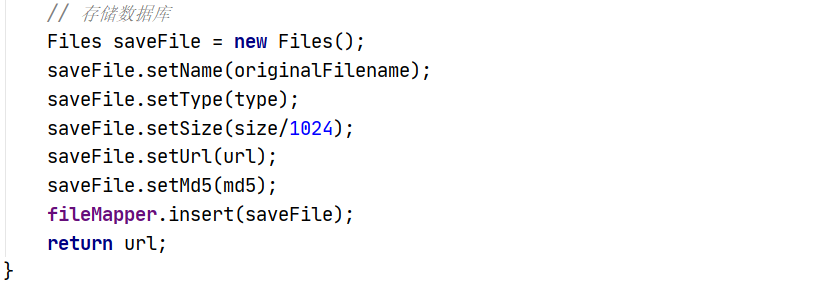 // 存储数据库
Files saveFile = new Files();
saveFile.setName(originalFilename);
saveFile.setType(type);
saveFile.setSize(size/1024);
saveFile.setUrl(url);
saveFile.setMd5(md5);
fileMapper.insert(saveFile);
return url;
}